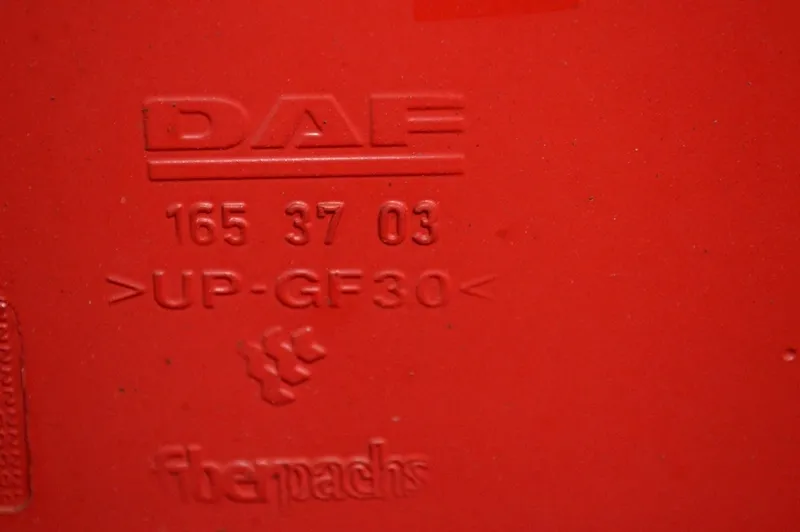 DAF
165 37 03
>UP-GF30<
fiberpachs